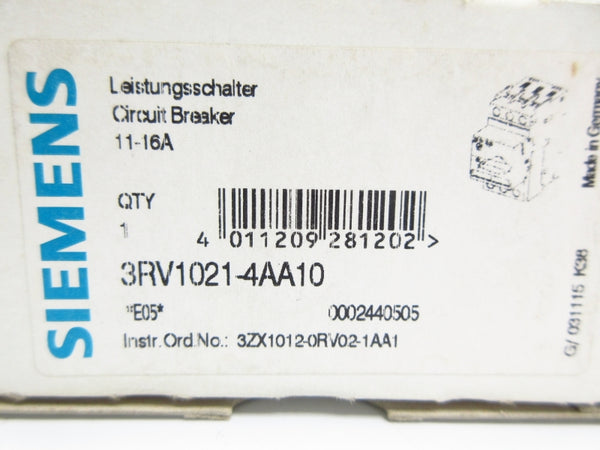 SIEMENS
Leistungsschalter
Circuit Breaker
11-16A
QTY
1
4 011209 281202 >
3RV1021-4AA10
*E05*
0002440505
Instr.Ord.No.: 3ZX1012-0RV02-1AA1
Made in Germany
G/ 031115 K38